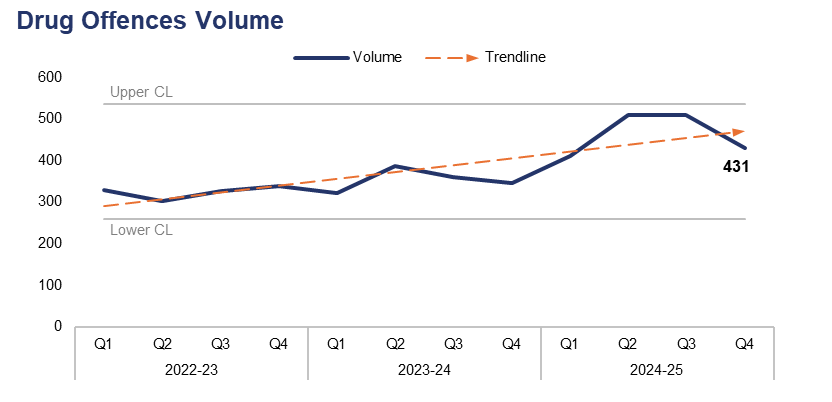 Drug Offences Volume
Volume Trendline
600
Upper CL
500
400
431
300
200
Lower CL
100
0
Q1 Q2 Q3 Q4 Q1 Q2 Q3 Q4 Q1 Q2 Q3 Q4
2022-23 2023-24 2024-25